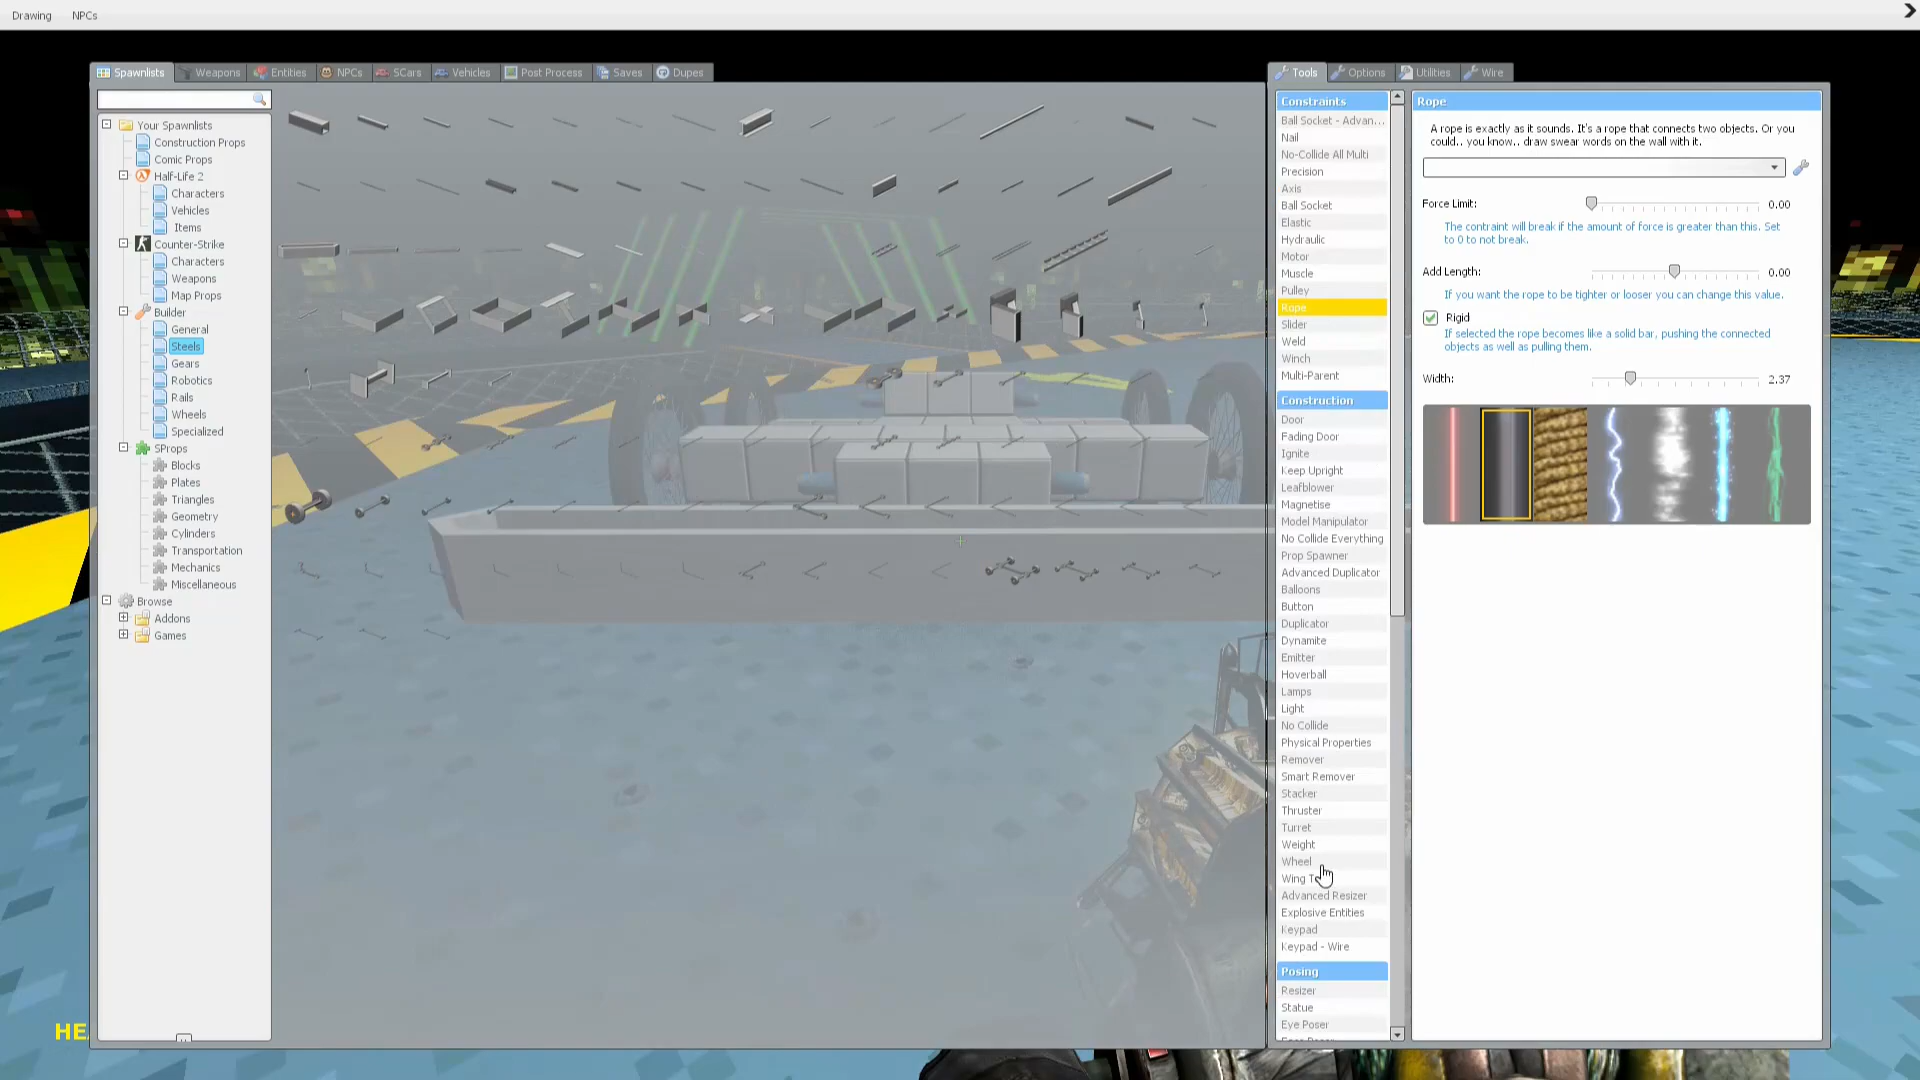 Drawing NPCs
Spawnlists Weapons Entities NPCs SCars Vehicles Post Process Saves Dupes
Your Spawnlists
Construction Props
Comic Props
Half-Life 2
Characters
Vehicles
Items
Counter-Strike
Characters
Weapons
Map Props
Builder
General
Steels
Gears
Robotics
Rails
Wheels
Specialized
SProps
Blocks
Plates
Triangles
Geometry
Cylinders
Transportation
Mechanics
Miscellaneous
Browse
Addons
Games
HE
Tools Options Utilities Wire
Constraints
Ball Socket - Advan...
Nail
No-Collide All Multi
Precision
Axis
Ball Socket
Elastic
Hydraulic
Motor
Muscle
Pulley
Rope
Slider
Weld
Winch
Multi-Parent
Construction
Door
Fading Door
Ignite
Keep Upright
Leafblower
Magnetise
Model Manipulator
No Collide Everything
Prop Spawner
Advanced Duplicator
Balloons
Button
Duplicator
Dynamite
Emitter
Hoverball
Lamps
Light
No Collide
Physical Properties
Remover
Smart Remover
Stacker
Thruster
Turret
Weight
Wheel
Wing T
Advanced Resizer
Explosive Entities
Keypad
Keypad - Wire
Posing
Resizer
Statue
Eye Poser
Rope
A rope is exactly as it sounds. It's a rope that connects two objects. Or you
could.. you know.. draw swear words on the wall with it.
Force Limit: 0.00
The contraint will break if the amount of force is greater than this. Set
to 0 to not break.
Add Length: 0.00
If you want the rope to be tighter or looser you can change this value.
Rigid
If selected the rope becomes like a solid bar, pushing the connected
objects as well as pulling them.
Width: 2.37